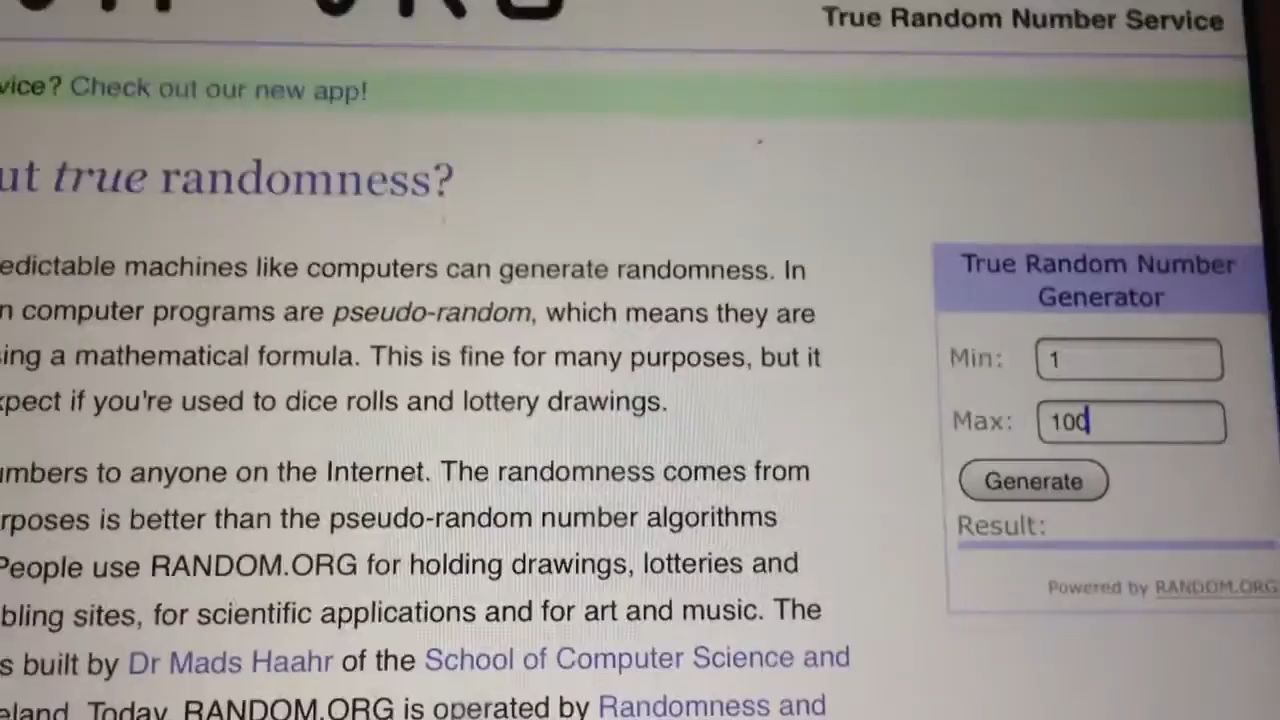 True Random Number Service
vice? Check out our new app!
ut true randomness?
edictable machines like computers can generate randomness. In
n computer programs are pseudo-random, which means they are
ing a mathematical formula. This is fine for many purposes, but it
xpect if you're used to dice rolls and lottery drawings.
umbers to anyone on the Internet. The randomness comes from
rposes is better than the pseudo-random number algorithms
People use RANDOM.ORG for holding drawings, lotteries and
bling sites, for scientific applications and for art and music. The
s built by Dr Mads Haahr of the School of Computer Science and
eland. Today, RANDOM.ORG is operated by Randomness and
True Random Number
Generator
Min: 1
Max: 100
Generate
Result:
Powered by RANDOM.ORG